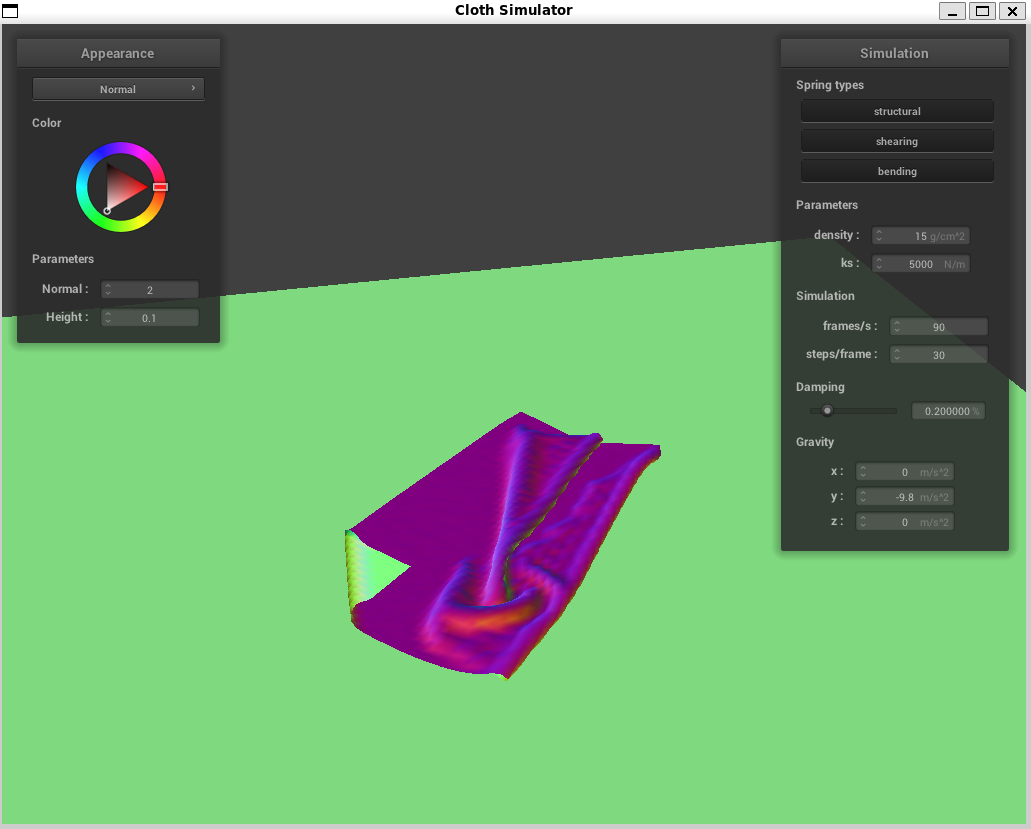 Cloth Simulator
Appearance
Normal
Color
Parameters
Normal : 2
Height : 0.1
Simulation
Spring types
structural
shearing
bending
Parameters
density : 15 g/cm^2
ks : 5000 N/m
Simulation
frames/s : 90
steps/frame : 30
Damping
0.200000 %
Gravity
x : 0 m/s^2
y : -9.8 m/s^2
z : 0 m/s^2